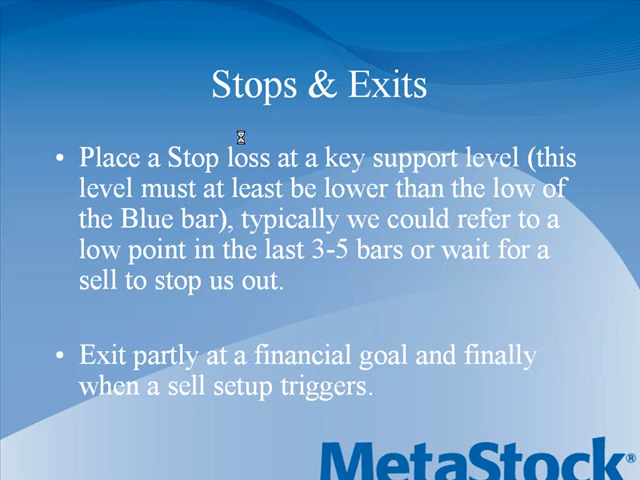 Stops & Exits
• Place a Stop loss at a key support level (this
level must at least be lower than the low of
the Blue bar), typically we could refer to a
low point in the last 3-5 bars or wait for a
sell to stop us out.
• Exit partly at a financial goal and finally
when a sell setup triggers.
MetaStock®